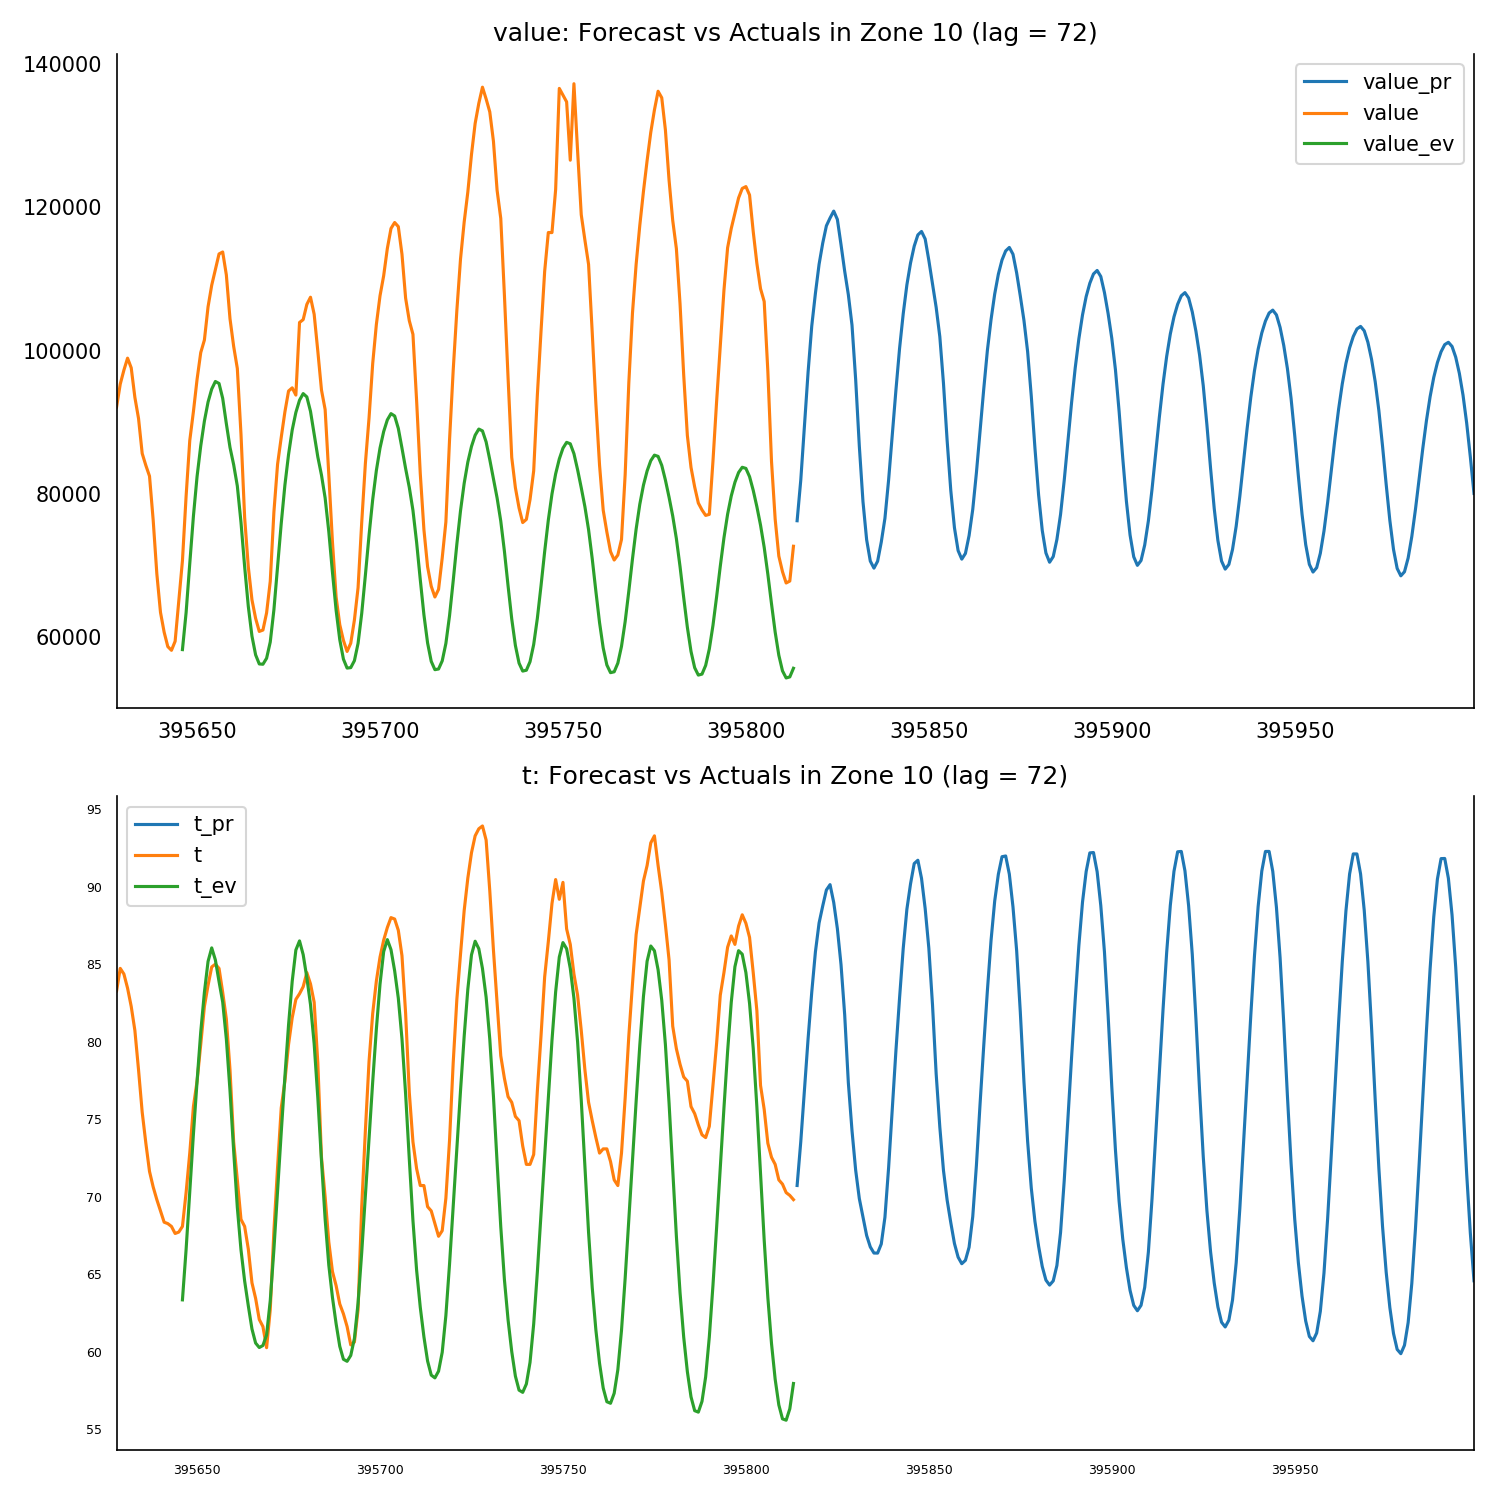 value: Forecast vs Actuals in Zone 10 (lag = 72)
140000
120000
100000
80000
60000
value_pr
value
value_ev
395650 395700 395750 395800 395850 395900 395950
t: Forecast vs Actuals in Zone 10 (lag = 72)
95
90
85
80
75
70
65
60
55
t_pr
t
t_ev
395650 395700 395750 395800 395850 395900 395950